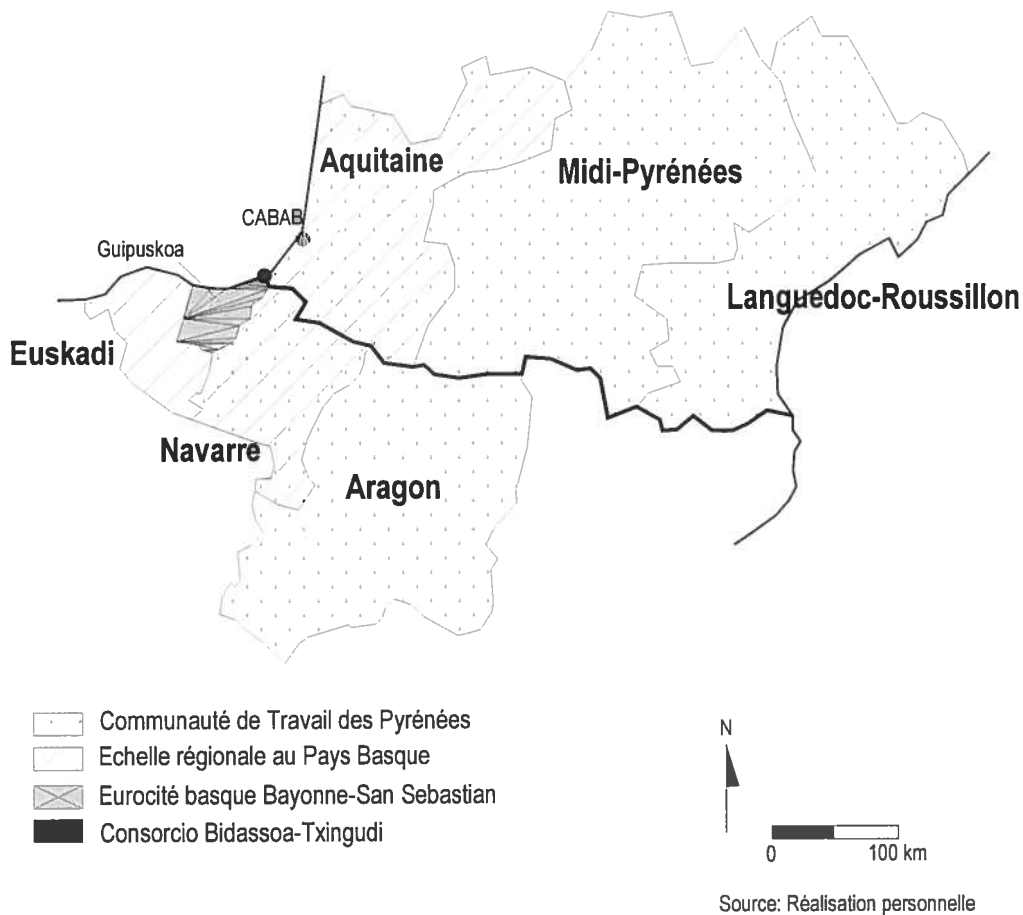 Aquitaine
Midi-Pyrénées
CABAB
Guipuskoa
Languedoc-Roussillon
Euskadi
Navarre
Aragon
Communauté de Travail des Pyrénées
Echelle régionale au Pays Basque
Eurocité basque Bayonne-San Sebastian
Consorcio Bidassoa-Txingudi
N
0 100 km
Source: Réalisation personnelle